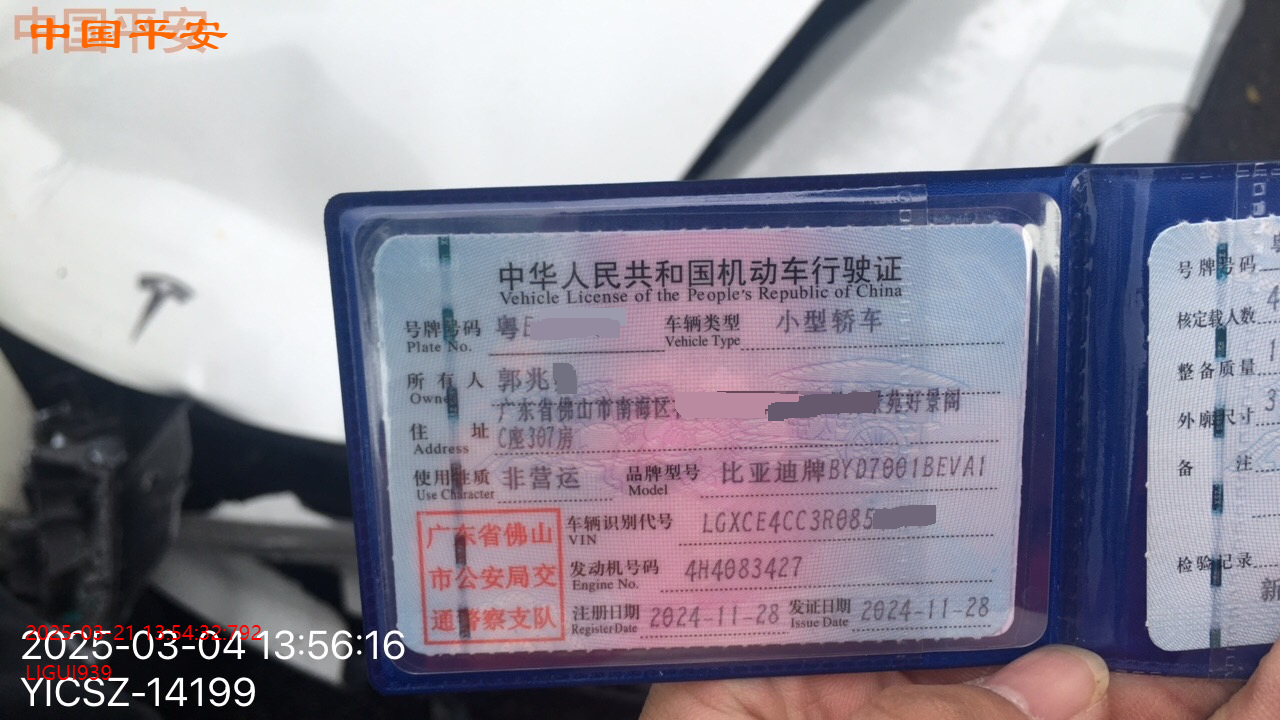 中国平安
中国平安
中华人民共和国机动车行驶证
Vehicle License of the People's Republic of China
号牌号码 粤E 车辆类型 小型轿车
Plate No. Vehicle Type
所有人 郭兆
Owner
广东省佛山市南海区 景苑好景阁
住址 C座307房
Address
使用性质 非营运 品牌型号 比亚迪牌BYD7001BEVA1
Use Character Model
车辆识别代号 LGXCE4CC3R085
VIN
发动机号码 4H4083427
Engine No.
注册日期 2024-11-28 发证日期 2024-11-28
Register Date Issue Date
广东省佛山
市公安局交
通警察支队
号牌号码
核定载人数 4
整备质量 1
外廓尺寸 3
备注
检验记录
新
2025-03-21 13:54:32:792
2025-03-04 13:56:16
LIGUI939
YICSZ-14199